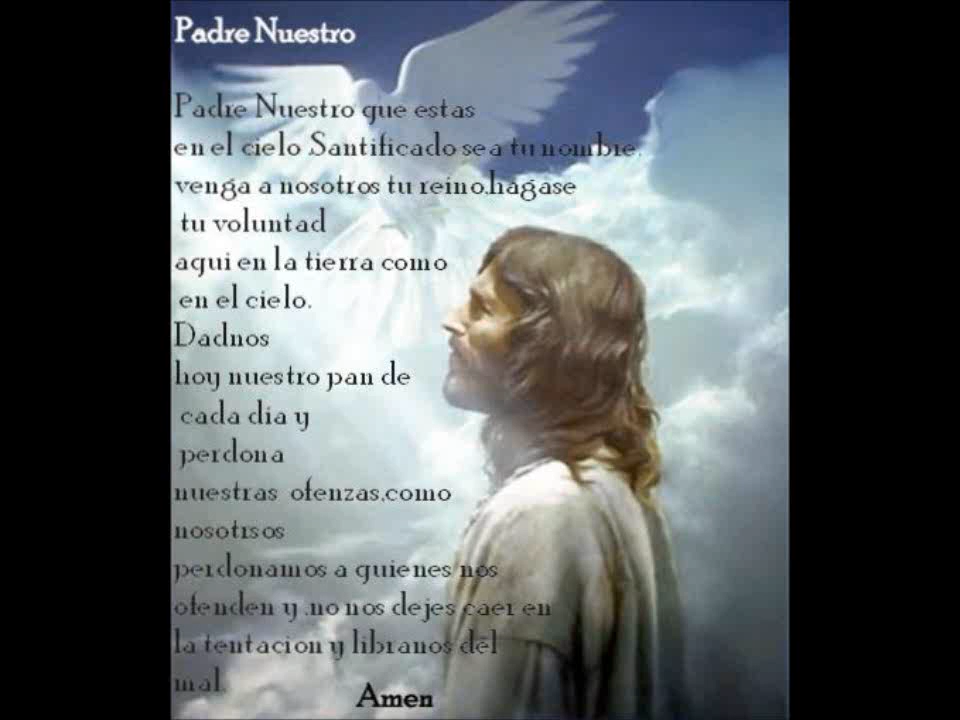 Padre Nuestro
Padre Nuestro que estas
en el cielo Santificado sea tu nombre.
venga a nosotros tu reino.hagase
tu voluntad
aqui en la tierra como
en el cielo.
Dadnos
hoy nuestro pan de
cada dia y
perdona
nuestras ofenzas.como
nosotrsos
perdonamos a quienes nos
ofenden y .no nos dejes caer en
la tentacion y libranos del
mal.
Amen